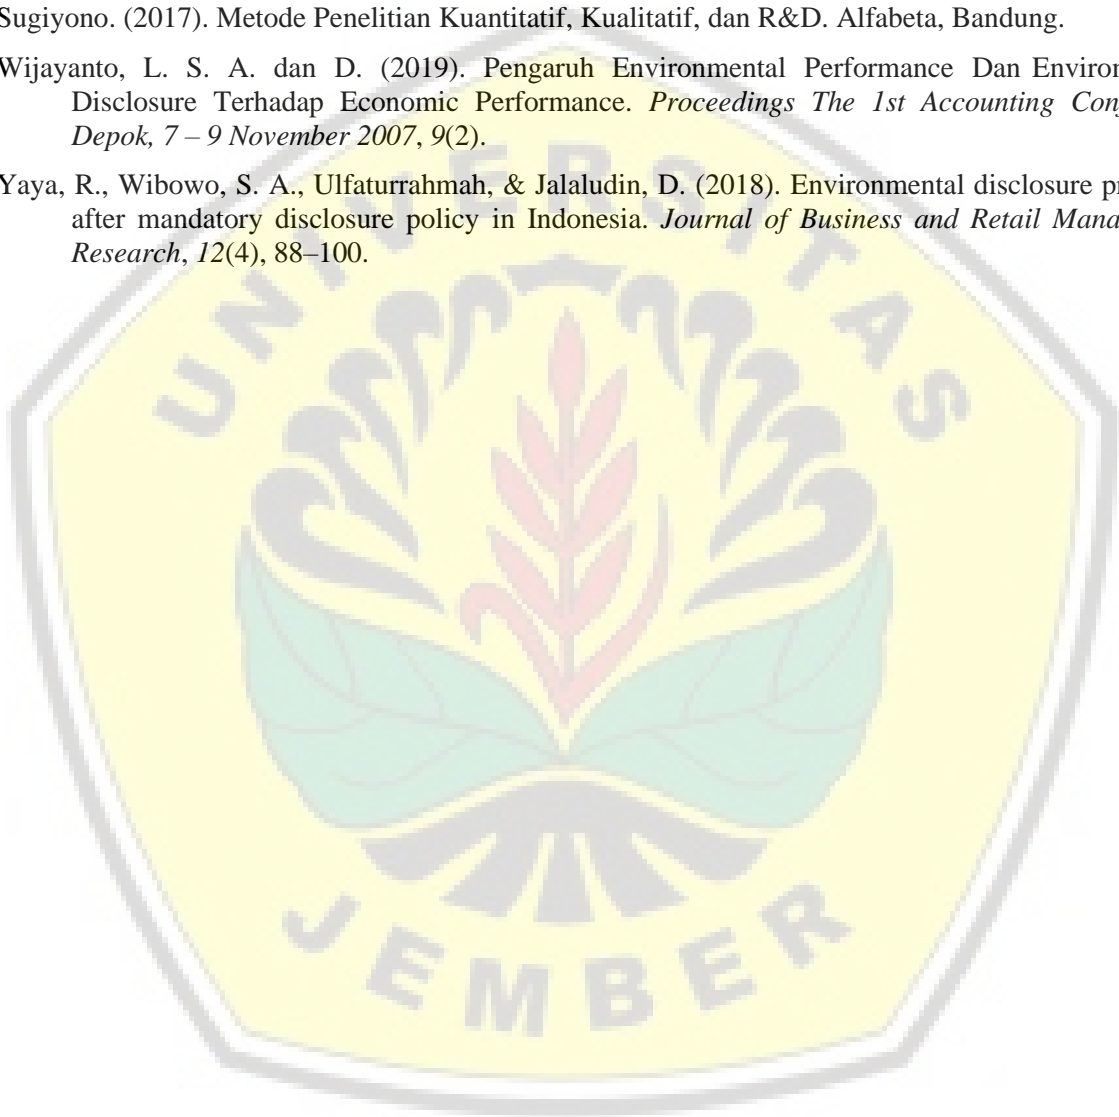 Sugiyono. (2017). Metode Penelitian Kuantitatif, Kualitatif, dan R&D. Alfabeta, Bandung.
Wijayanto, L. S. A. dan D. (2019). Pengaruh Environmental Performance Dan Environ
Disclosure Terhadap Economic Performance. Proceedings The 1st Accounting Con
Depok, 7 – 9 November 2007, 9(2).
Yaya, R., Wibowo, S. A., Ulfaturrahmah, & Jalaludin, D. (2018). Environmental disclosure pr
after mandatory disclosure policy in Indonesia. Journal of Business and Retail Mana
Research, 12(4), 88–100.
UNIVERSITAS
JEMBER